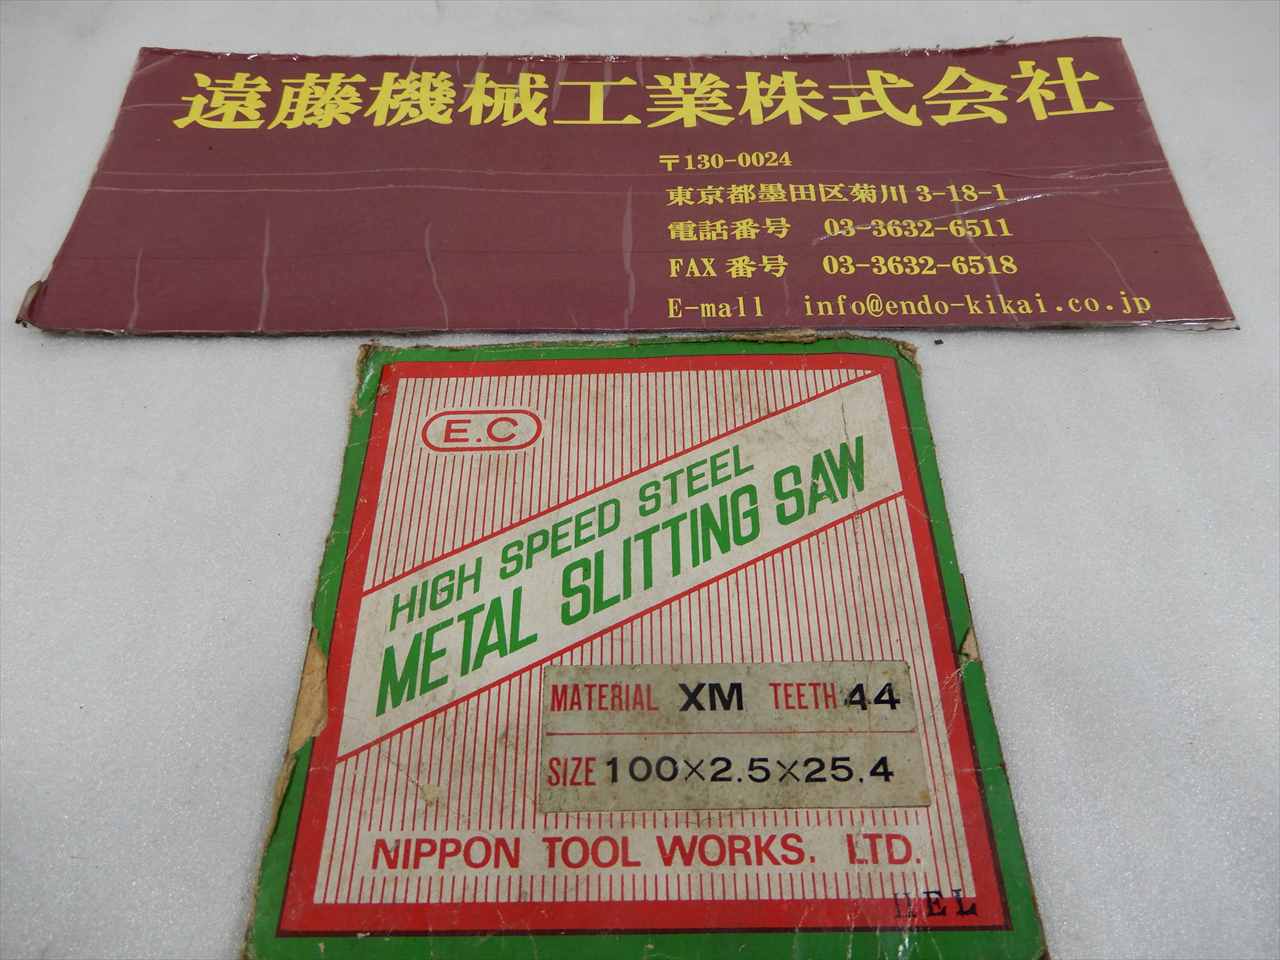 遠藤機械工業株式会社
〒130-0024
東京都墨田区菊川 3-18-1
電話番号 03-3632-6511
FAX 番号 03-3632-6518
E-mall info@endo-kikai.co.jp
E.C
HIGH SPEED STEEL
METAL SLITTING SAW
MATERIAL XM TEETH 44
SIZE 100×2.5×25.4
NIPPON TOOL WORKS. LTD.